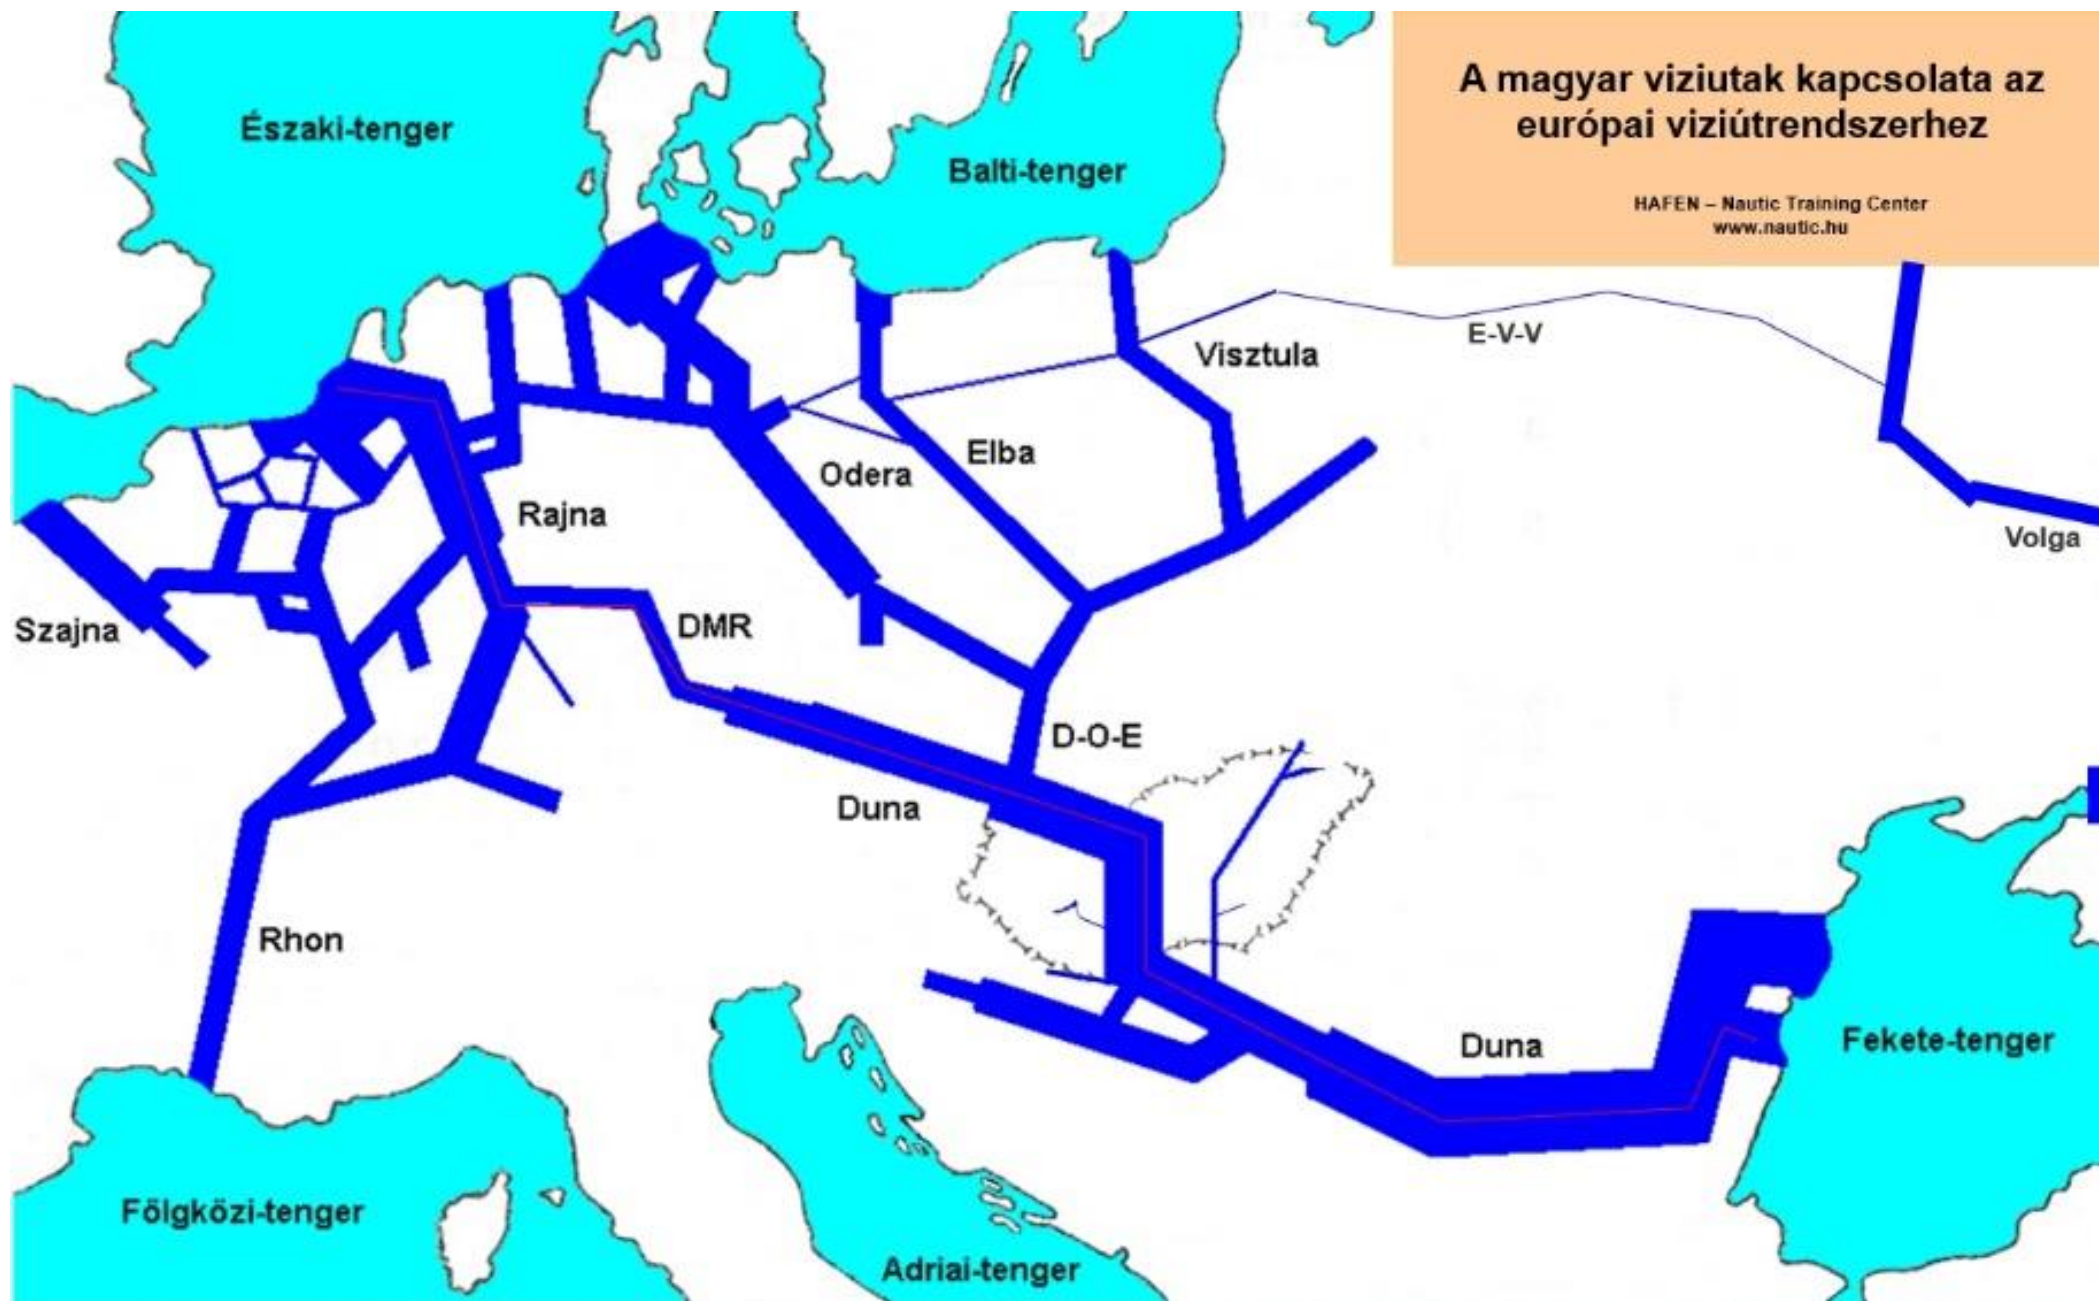 A magyar viziutak kapcsolata az
európai viziútrendszerhez
HAFEN – Nautic Training Center
www.nautic.hu
Északi-tenger
Balti-tenger
E-V-V
Visztula
Elba
Odera
Rajna
Volga
Szajna
DMR
D-O-E
Duna
Rhon
Duna
Fekete-tenger
Fölgközi-tenger
Adriai-tenger